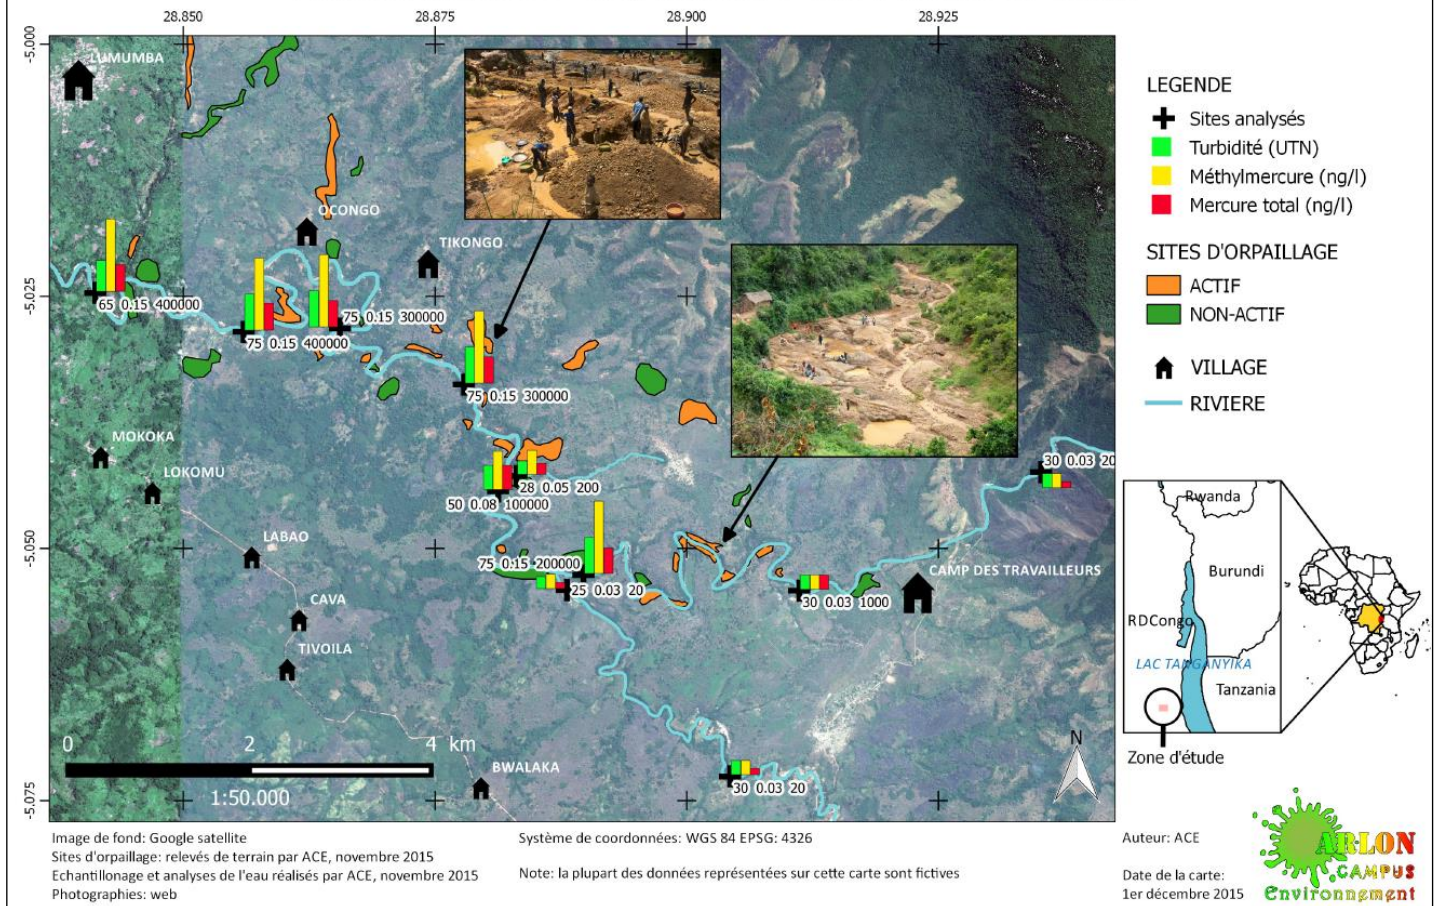 28.850 28.875 28.900 28.925
-5.000
-5.025
-5.050
-5.075
LUMUMBA
OCONGO
TIKONGO
65 0.15 400000
75 0.15 400000
75 0.15 300000
75 0.15 300000
MOKOKA
LOKOMU
50 0.08 100000
28 0.05 200
30 0.03 20
LABAO
75 0.15 200000
25 0.03 20
CAMP DES TRAVAILLEURS
30 0.03 1000
CAVA
TIVOILA
BWALAKA
30 0.03 20
0 2 4 km
1:50.000
N
LEGENDE
Sites analysés
Turbidité (UTN)
Méthylmercure (ng/l)
Mercure total (ng/l)
SITES D'ORPAILLAGE
ACTIF
NON-ACTIF
VILLAGE
RIVIERE
Rwanda
Burundi
RDCongo
LAC TANGANYIKA
Tanzania
Zone d'étude
Image de fond: Google satellite
Sites d'orpaillage: relevés de terrain par ACE, novembre 2015
Echantillonage et analyses de l'eau réalisés par ACE, novembre 2015
Photographies: web
Système de coordonnées: WGS 84 EPSG: 4326
Note: la plupart des données représentées sur cette carte sont fictives
Auteur: ACE
Date de la carte:
1er décembre 2015
ARLON
CAMPUS
Environnement